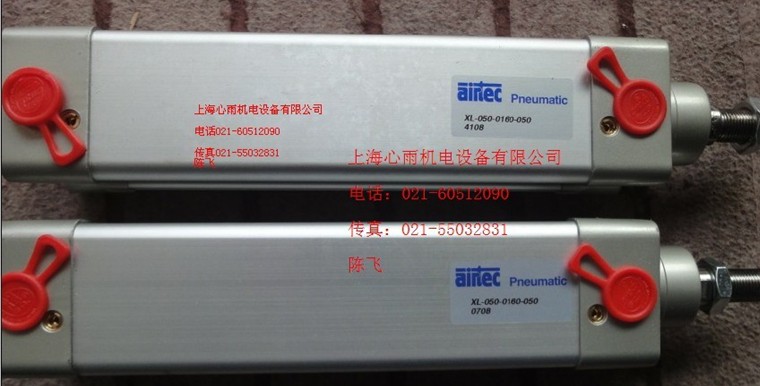 上海心雨机电设备有限公司
电话021-60512090
传真021-55032831
陈飞
airtec Pneumatic
XL-050-0160-050
4108
上海心雨机电设备有限公司
电话：021-60512090
传真：021-55032831
陈飞
airtec Pneumatic
XL-050-0160-050
0708